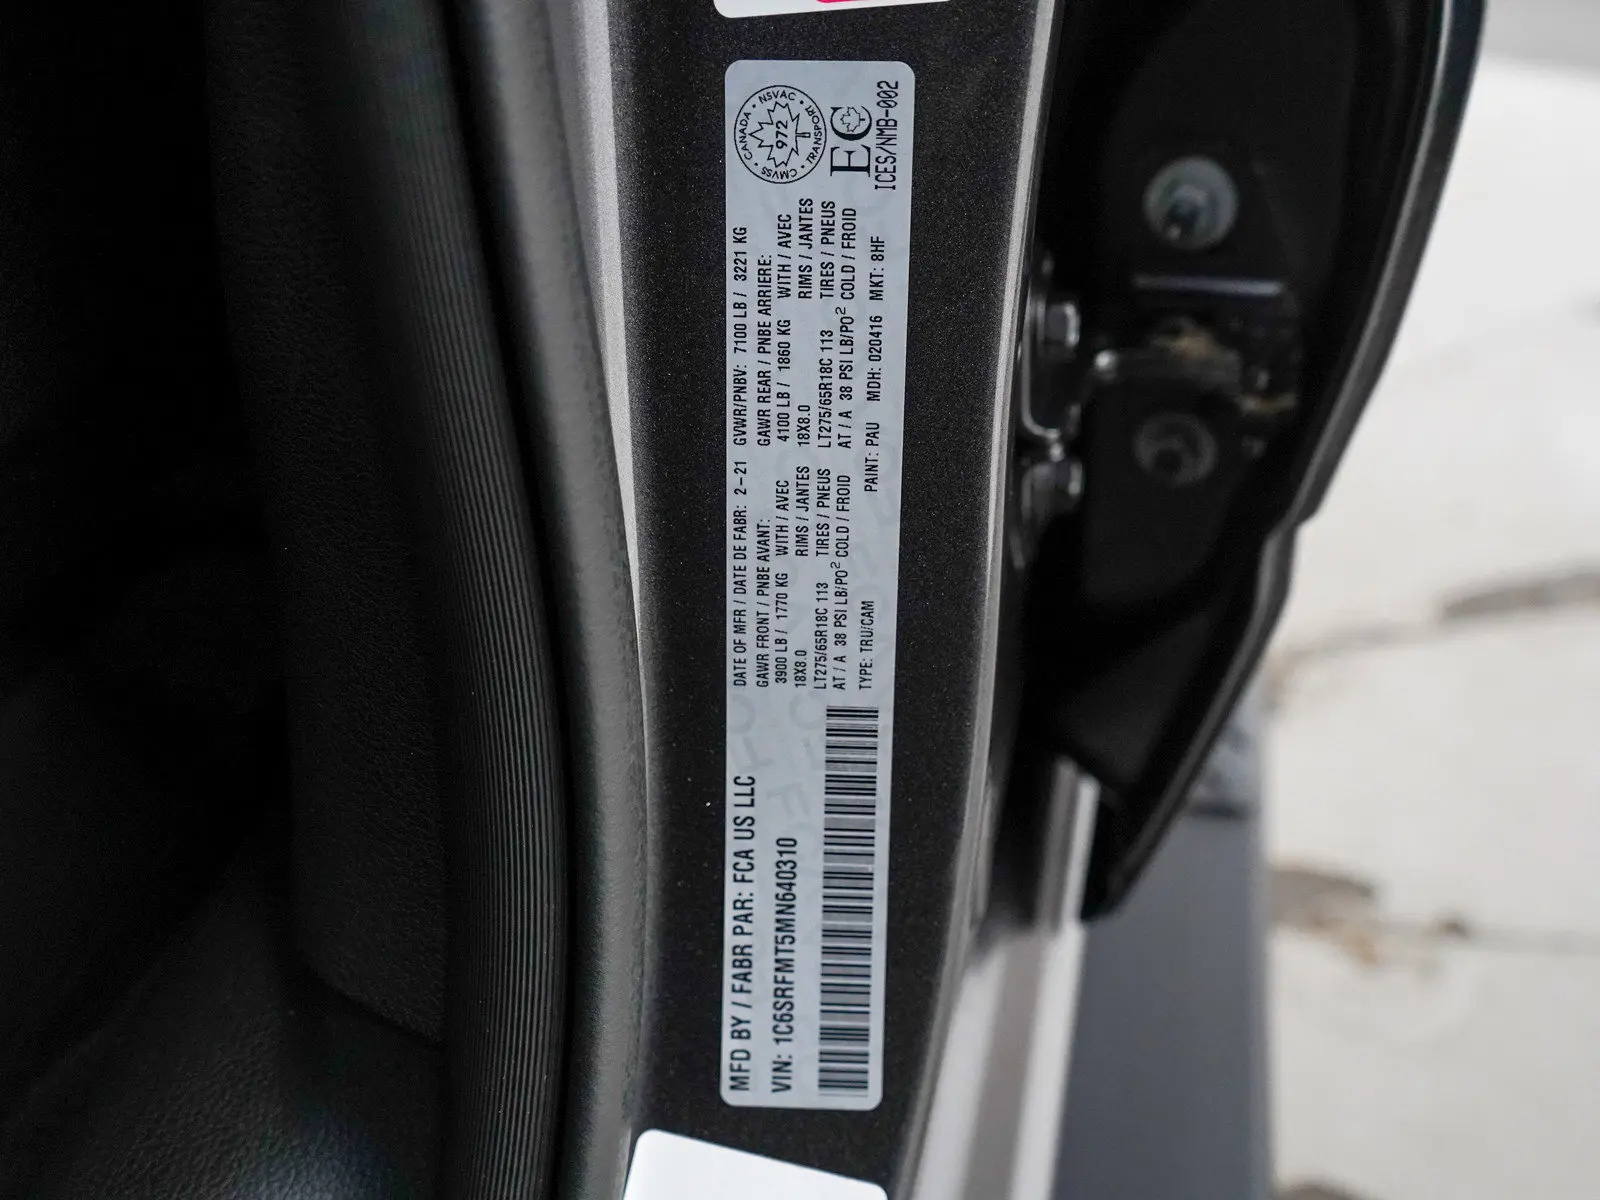 MFD BY / FABR PAR: FCA US LLC
VIN: 1C6SRFMT5MN640310
DATE OF MFR / DATE DE FABR: 2-21 GVWR/PNBV: 7100 LB / 3221 KG
GAWR FRONT / PNBE AVANT: GAWR REAR / PNBE ARRIERE:
3900 LB / 1770 KG WITH / AVEC 4100 LB / 1860 KG WITH / AVEC
18X8.0 RIMS / JANTES 18X8.0 RIMS / JANTES
LT275/65R18C 113 TIRES / PNEUS LT275/65R18C 113 TIRES / PNEUS
AT / A 38 PSI LB/PO² COLD / FROID AT / A 38 PSI LB/PO² COLD / FROID
TYPE: TRU/CAM PAINT: PAU MDH: 020416 MKT: 8HF
CANADA • NSVAC • TRANSPORT • CMVSS •
972
EC
ICES/NMB-002